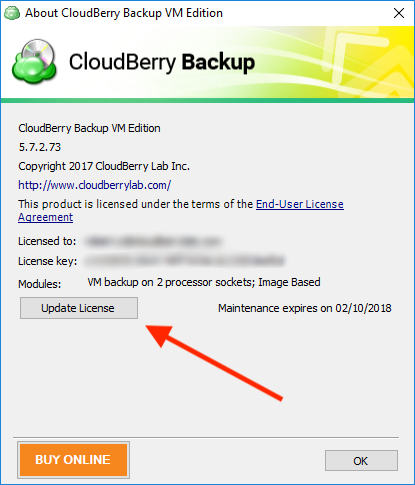 About CloudBerry Backup VM Edition
CloudBerry Backup
CloudBerry Backup VM Edition
5.7.2.73
Copyright 2017 CloudBerry Lab Inc.
http://www.cloudberrylab.com/
This product is licensed under the terms of the End-User License
Agreement
Licensed to:
License key:
Modules: VM backup on 2 processor sockets; Image Based
Update License Maintenance expires on 02/10/2018
BUY ONLINE OK